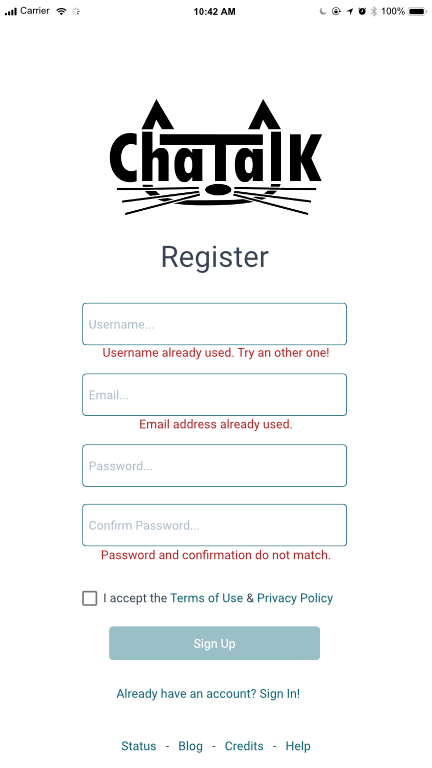 Carrier 10:42 AM 100%
ChaTalK
Register
Username...
Username already used. Try an other one!
Email...
Email address already used.
Password...
Confirm Password...
Password and confirmation do not match.
I accept the Terms of Use & Privacy Policy
Sign Up
Already have an account? Sign In!
Status - Blog - Credits - Help